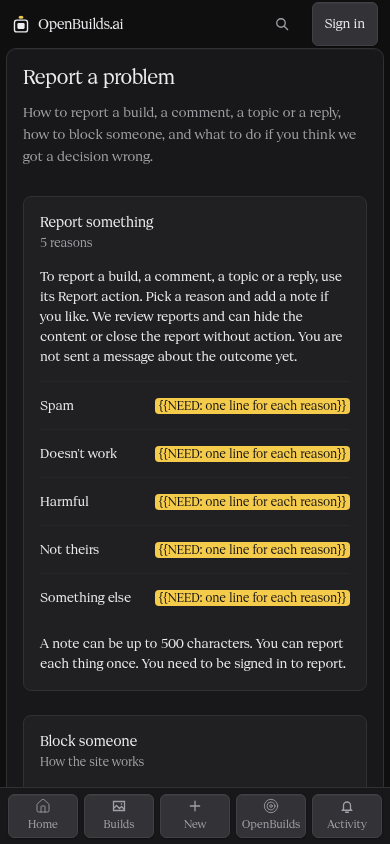 OpenBuilds.ai
Sign in
Report a problem
How to report a build, a comment, a topic or a reply,
how to block someone, and what to do if you think we
got a decision wrong.
Report something
5 reasons
To report a build, a comment, a topic or a reply, use
its Report action. Pick a reason and add a note if
you like. We review reports and can hide the
content or close the report without action. You are
not sent a message about the outcome yet.
Spam {{NEED: one line for each reason}}
Doesn't work {{NEED: one line for each reason}}
Harmful {{NEED: one line for each reason}}
Not theirs {{NEED: one line for each reason}}
Something else {{NEED: one line for each reason}}
A note can be up to 500 characters. You can report
each thing once. You need to be signed in to report.
Block someone
How the site works
Home Builds New OpenBuilds Activity